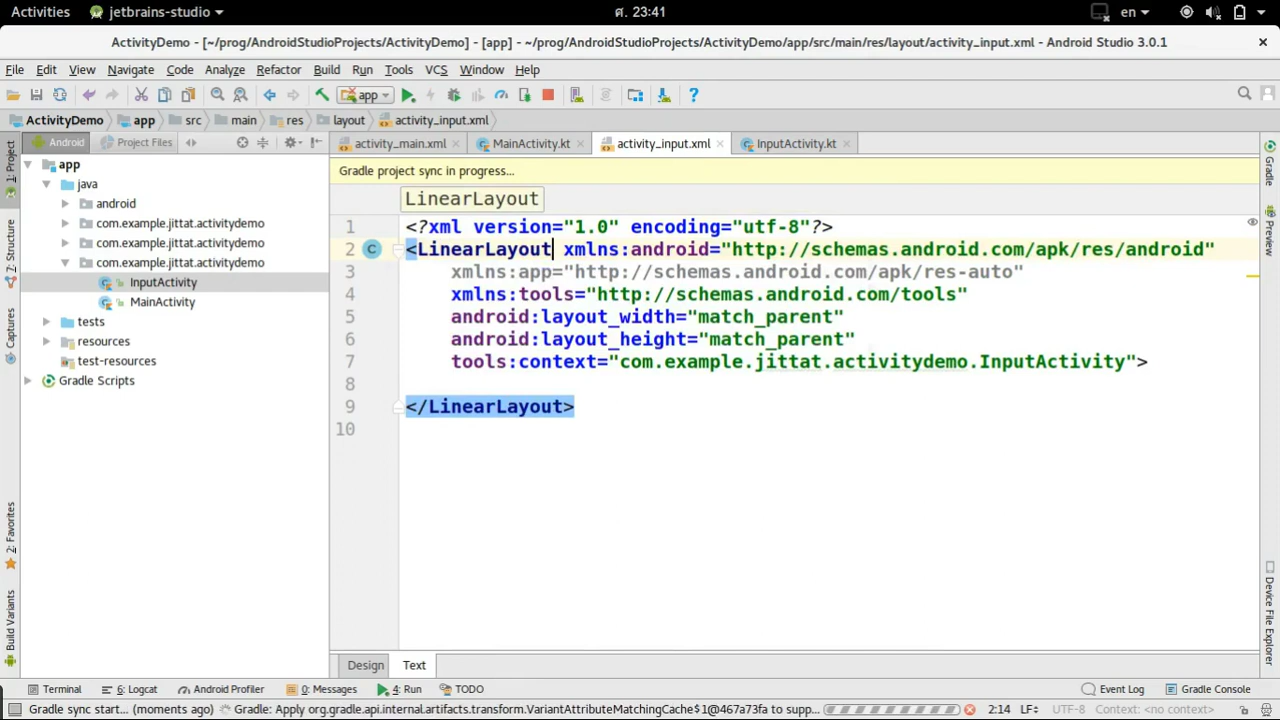 Activities
jetbrains-studio
ศ. 23:41
en
ActivityDemo - [~/prog/AndroidStudioProjects/ActivityDemo] - [app] - ~/prog/AndroidStudioProjects/ActivityDemo/app/src/main/res/layout/activity_input.xml - Android Studio 3.0.1
File Edit View Navigate Code Analyze Refactor Build Run Tools VCS Window Help
app
ActivityDemo app src main res layout activity_input.xml
Android Project Files
activity_main.xml MainActivity.kt activity_input.xml InputActivity.kt
Gradle project sync in progress...
LinearLayout
app
java
android
com.example.jittat.activitydemo
com.example.jittat.activitydemo
com.example.jittat.activitydemo
InputActivity
MainActivity
tests
resources
test-resources
Gradle Scripts
1 <?xml version="1.0" encoding="utf-8"?>
2 <LinearLayout xmlns:android="http://schemas.android.com/apk/res/android"
3 xmlns:app="http://schemas.android.com/apk/res-auto"
4 xmlns:tools="http://schemas.android.com/tools"
5 android:layout_width="match_parent"
6 android:layout_height="match_parent"
7 tools:context="com.example.jittat.activitydemo.InputActivity">
8
9 </LinearLayout>
10
1: Project
7: Structure
Captures
2: Favorites
Build Variants
Gradle
Preview
Device File Explorer
Design Text
Terminal 6: Logcat Android Profiler 0: Messages 4: Run TODO Event Log Gradle Console
Gradle sync start... (moments ago) Gradle: Apply org.gradle.api.internal.artifacts.transform.VariantAttributeMatchingCache$1@467a73fa to supp... 2:14 LF÷ UTF-8 Context: <no context>